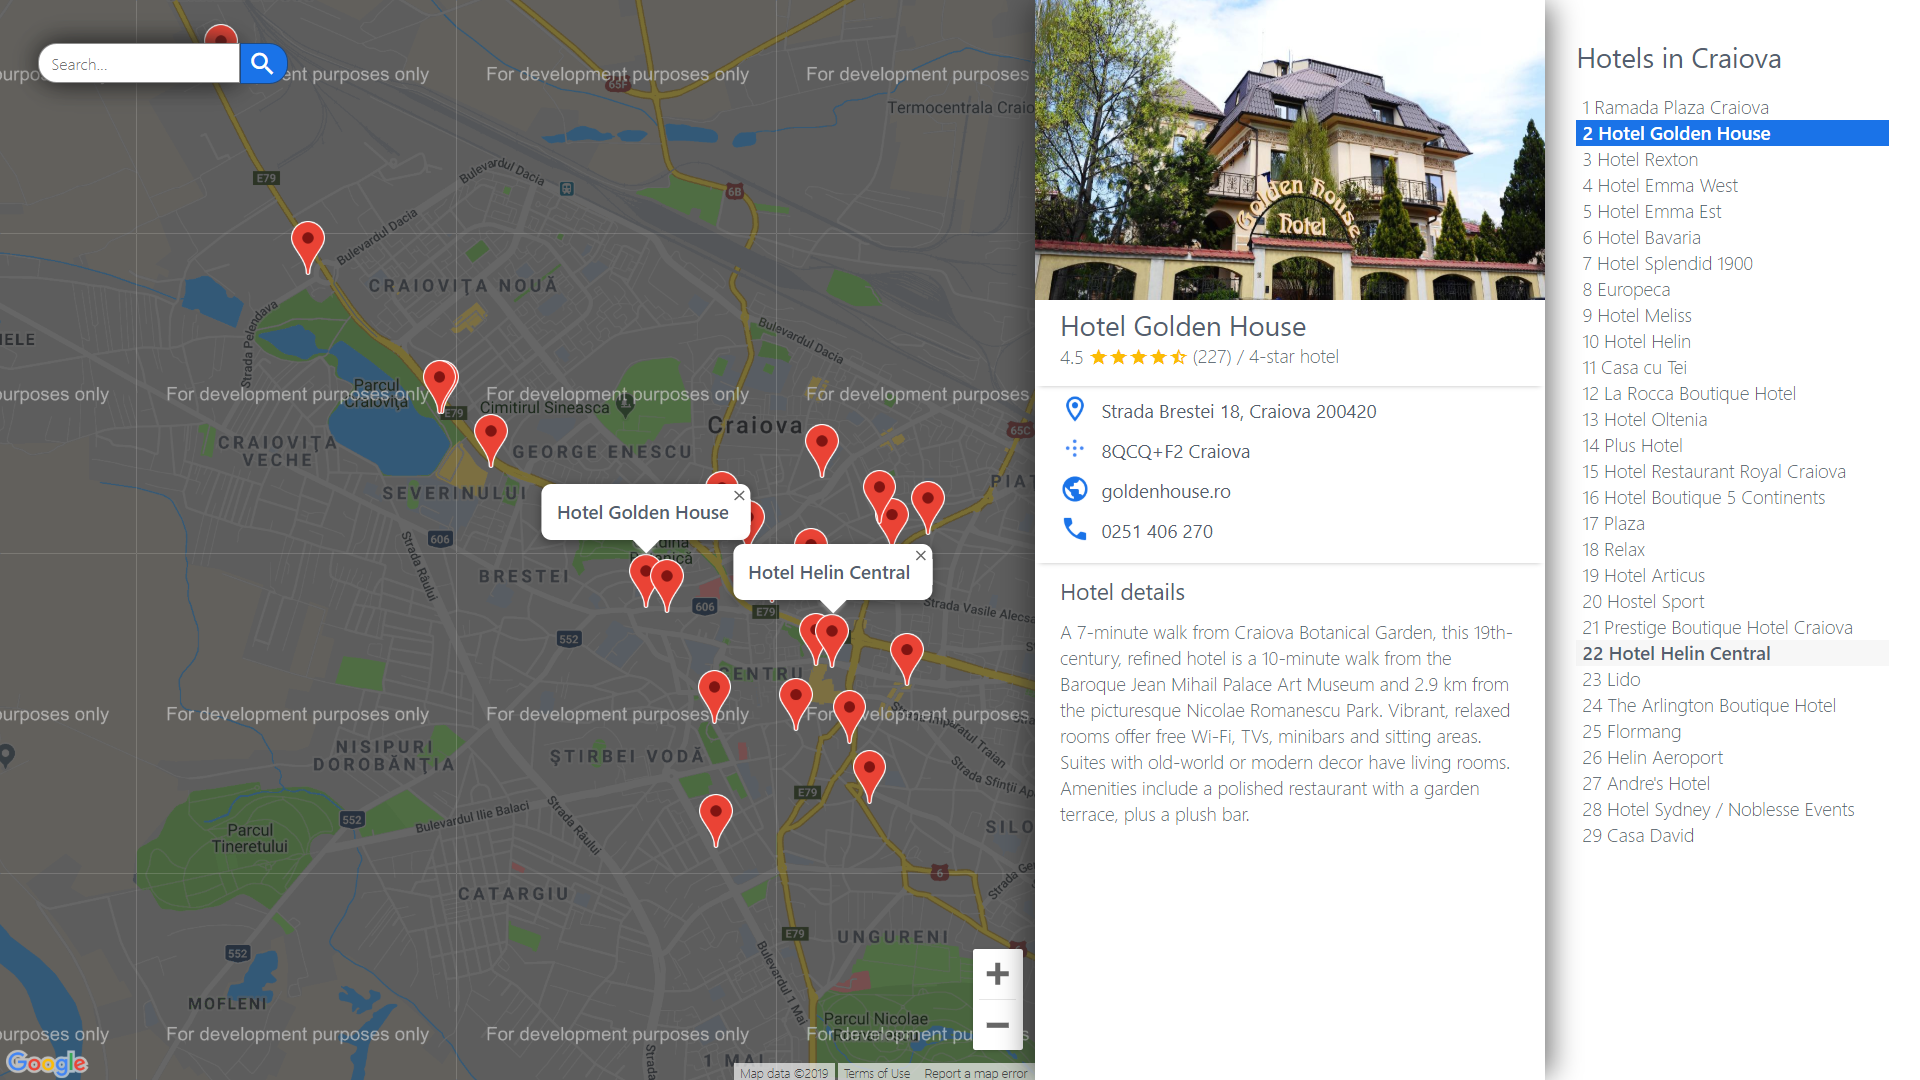 Search...
For development purposes only
For development purposes only
Termocentrala Craio
65F
Bulevardul Dacia
E79
6B
Bulevardul Dacia
CRAIOVIȚA NOUĂ
Strada Pelendava
Bulevardul Dacia
Parcul
Craiovița
For development purposes only
For development purposes only
For development purposes only
E79
Cimitirul Sineasca
Craiova
65C
CRAIOVIȚA
VECHE
GEORGE ENESCU
SEVERINULUI
Hotel Golden House
606
Strada Râului
BRESTEI
Hotel Helin Central
606
E79
Strada Vasile Alecsa
552
urposes only
For development purposes only
For development purposes only
NISIPURI
DOROBANȚIA
ȘTIRBEI VODĂ
E79
552
Bulevardul Ilie Balaci
Strada Râului
Parcul
Tineretului
SILO
6
CATARGIU
E79
UNGURENI
552
Bulevardul 1 Mai
MOFLENI
Parcul Nicolae
urposes only
For development purposes only
For development purposes only
1 MAI
Google
Map data ©2019
Terms of Use
Report a map error
Golden House
Hotel
Hotel Golden House
4.5 (227) / 4-star hotel
Strada Brestei 18, Craiova 200420
8QCQ+F2 Craiova
goldenhouse.ro
0251 406 270
Hotel details
A 7-minute walk from Craiova Botanical Garden, this 19th-
century, refined hotel is a 10-minute walk from the
Baroque Jean Mihail Palace Art Museum and 2.9 km from
the picturesque Nicolae Romanescu Park. Vibrant, relaxed
rooms offer free Wi-Fi, TVs, minibars and sitting areas.
Suites with old-world or modern decor have living rooms.
Amenities include a polished restaurant with a garden
terrace, plus a plush bar.
Hotels in Craiova
1 Ramada Plaza Craiova
2 Hotel Golden House
3 Hotel Rexton
4 Hotel Emma West
5 Hotel Emma Est
6 Hotel Bavaria
7 Hotel Splendid 1900
8 Europeca
9 Hotel Meliss
10 Hotel Helin
11 Casa cu Tei
12 La Rocca Boutique Hotel
13 Hotel Oltenia
14 Plus Hotel
15 Hotel Restaurant Royal Craiova
16 Hotel Boutique 5 Continents
17 Plaza
18 Relax
19 Hotel Articus
20 Hostel Sport
21 Prestige Boutique Hotel Craiova
22 Hotel Helin Central
23 Lido
24 The Arlington Boutique Hotel
25 Flormang
26 Helin Aeroport
27 Andre's Hotel
28 Hotel Sydney / Noblesse Events
29 Casa David